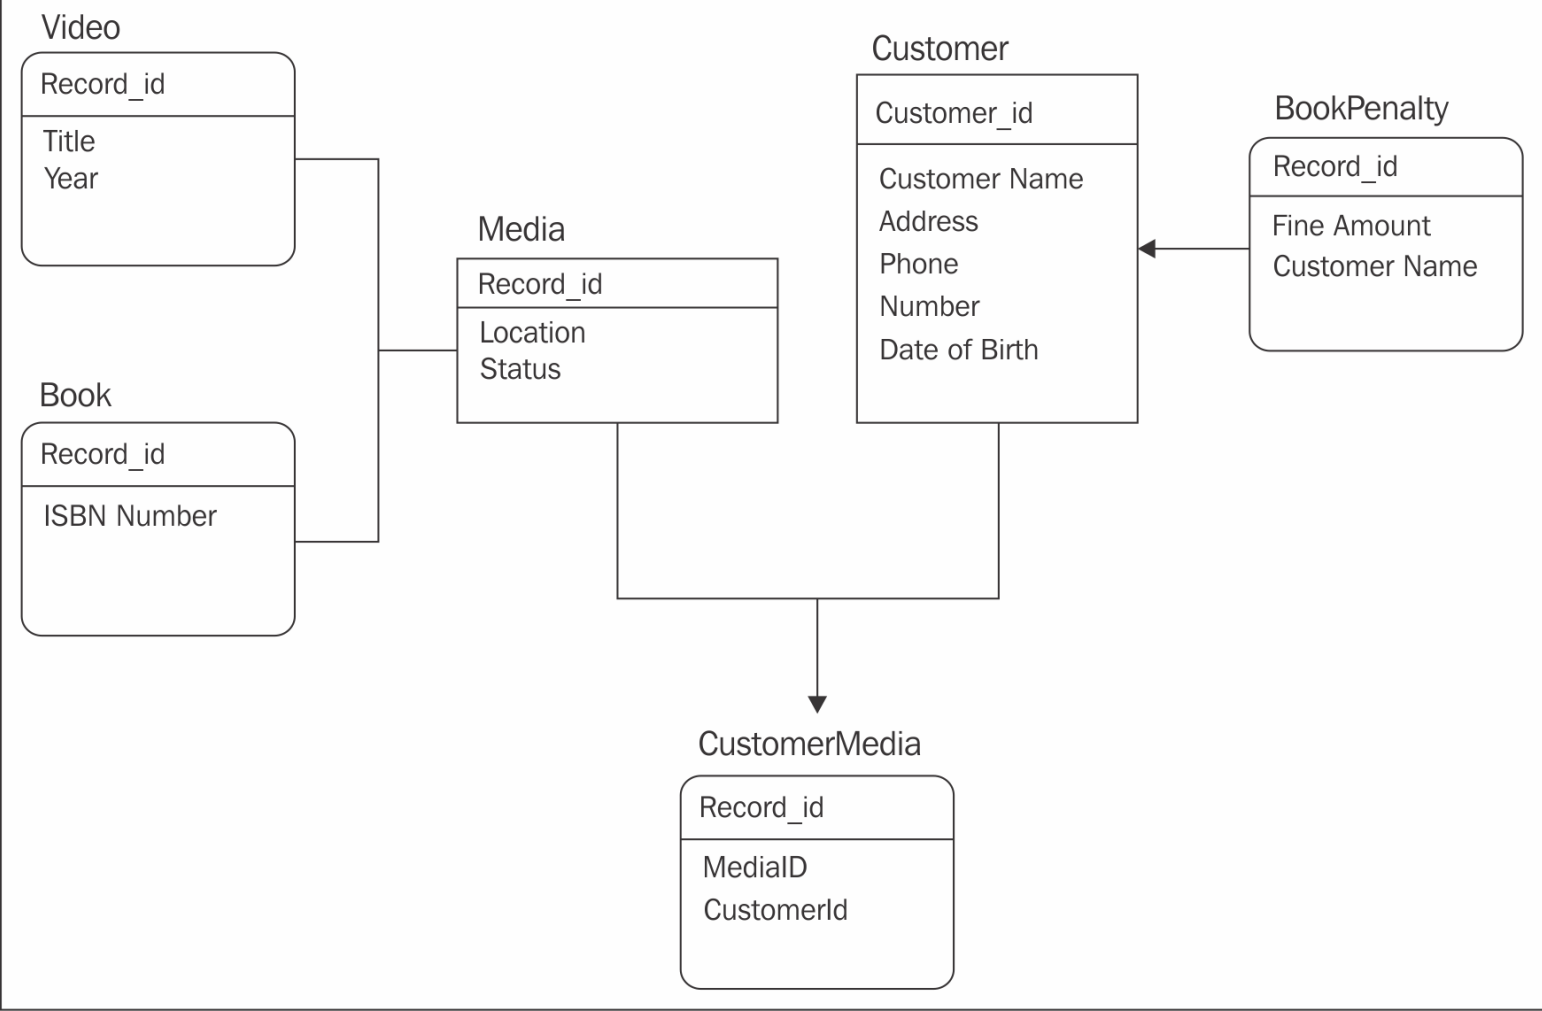 Video
Record_id
Title
Year
Book
Record_id
ISBN Number
Media
Record_id
Location
Status
Customer
Customer_id
Customer Name
Address
Phone
Number
Date of Birth
BookPenalty
Record_id
Fine Amount
Customer Name
CustomerMedia
Record_id
MediaID
CustomerId